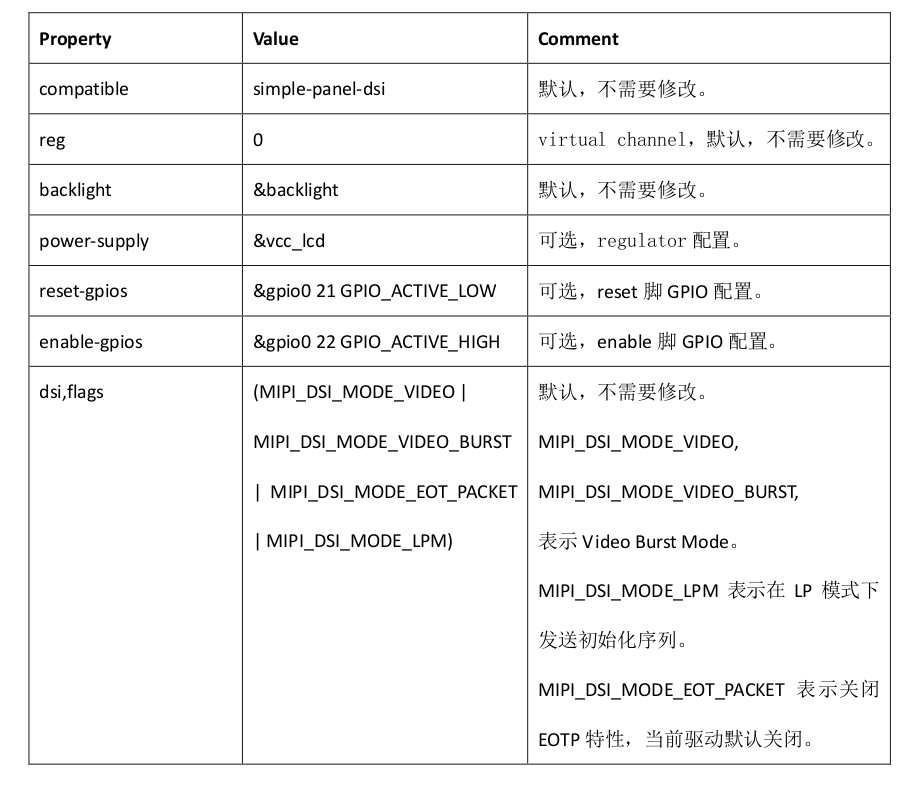 Property Value Comment
compatible simple-panel-dsi 默认，不需要修改。
reg 0 virtual channel，默认，不需要修改。
backlight &backlight 默认，不需要修改。
power-supply &vcc_lcd 可选，regulator 配置。
reset-gpios &gpio0 21 GPIO_ACTIVE_LOW 可选，reset 脚 GPIO 配置。
enable-gpios &gpio0 22 GPIO_ACTIVE_HIGH 可选，enable 脚 GPIO 配置。
dsi,flags (MIPI_DSI_MODE_VIDEO | 默认，不需要修改。
MIPI_DSI_MODE_VIDEO_BURST MIPI_DSI_MODE_VIDEO,
| MIPI_DSI_MODE_EOT_PACKET MIPI_DSI_MODE_VIDEO_BURST,
| MIPI_DSI_MODE_LPM) 表示 Video Burst Mode。
MIPI_DSI_MODE_LPM 表示在 LP 模式下
发送初始化序列。
MIPI_DSI_MODE_EOT_PACKET 表示关闭
EOTP 特性，当前驱动默认关闭。